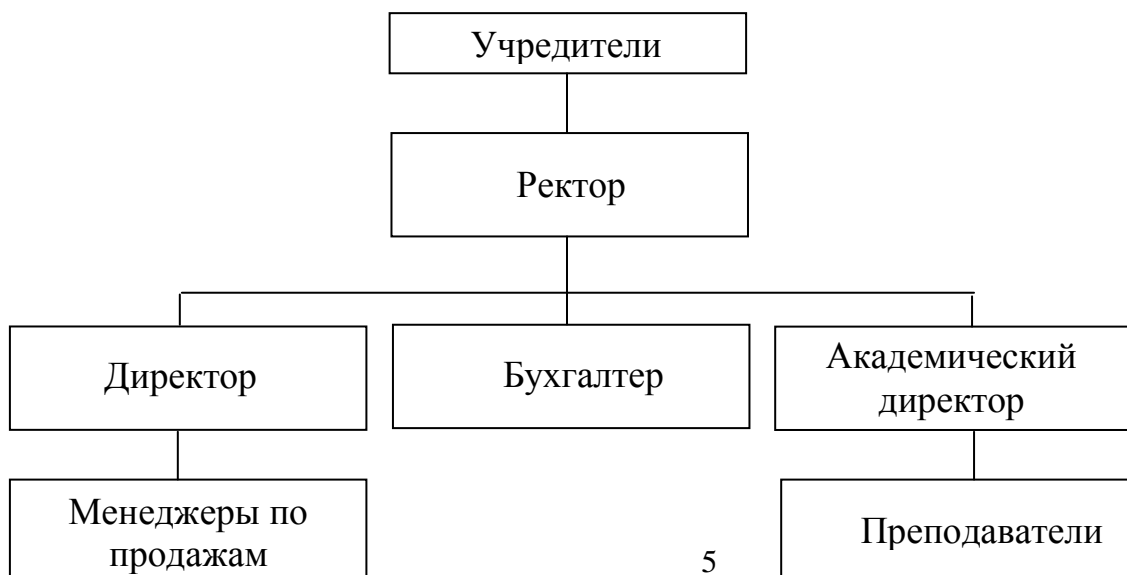 Учредители
Ректор
Директор
Бухгалтер
Академический
директор
Менеджеры по
продажам
Преподаватели
5